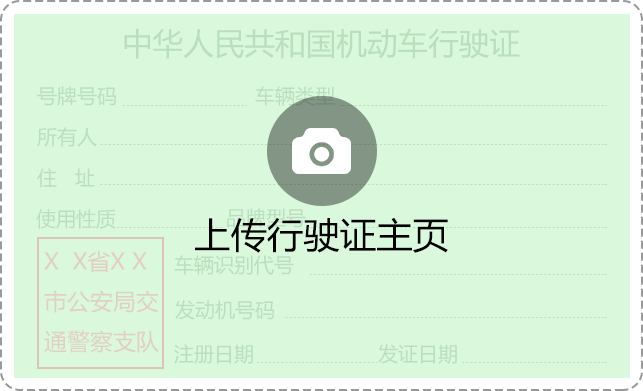 中华人民共和国机动车行驶证
号牌号码 车辆类型
所有人
住 址
使用性质 品牌型号
上传行驶证主页
X X省X X
市公安局交
通警察支队
车辆识别代号
发动机号码
注册日期 发证日期